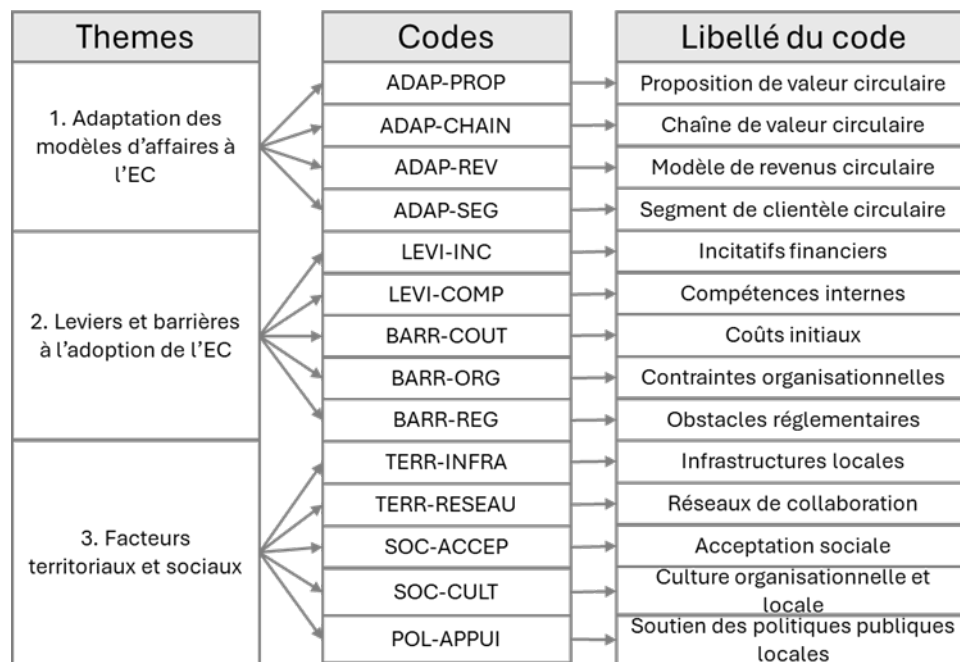 Themes
Codes
Libellé du code
1. Adaptation des
modèles d'affaires à
l'EC
ADAP-PROP
Proposition de valeur circulaire
ADAP-CHAIN
Chaîne de valeur circulaire
ADAP-REV
Modèle de revenus circulaire
ADAP-SEG
Segment de clientèle circulaire
2. Leviers et barrières
à l'adoption de l'EC
LEVI-INC
Incitatifs financiers
LEVI-COMP
Compétences internes
BARR-COUT
Coûts initiaux
BARR-ORG
Contraintes organisationnelles
BARR-REG
Obstacles réglementaires
3. Facteurs
territoriaux et sociaux
TERR-INFRA
Infrastructures locales
TERR-RESEAU
Réseaux de collaboration
SOC-ACCEP
Acceptation sociale
SOC-CULT
Culture organisationnelle et
locale
POL-APPUI
Soutien des politiques publiques
locales